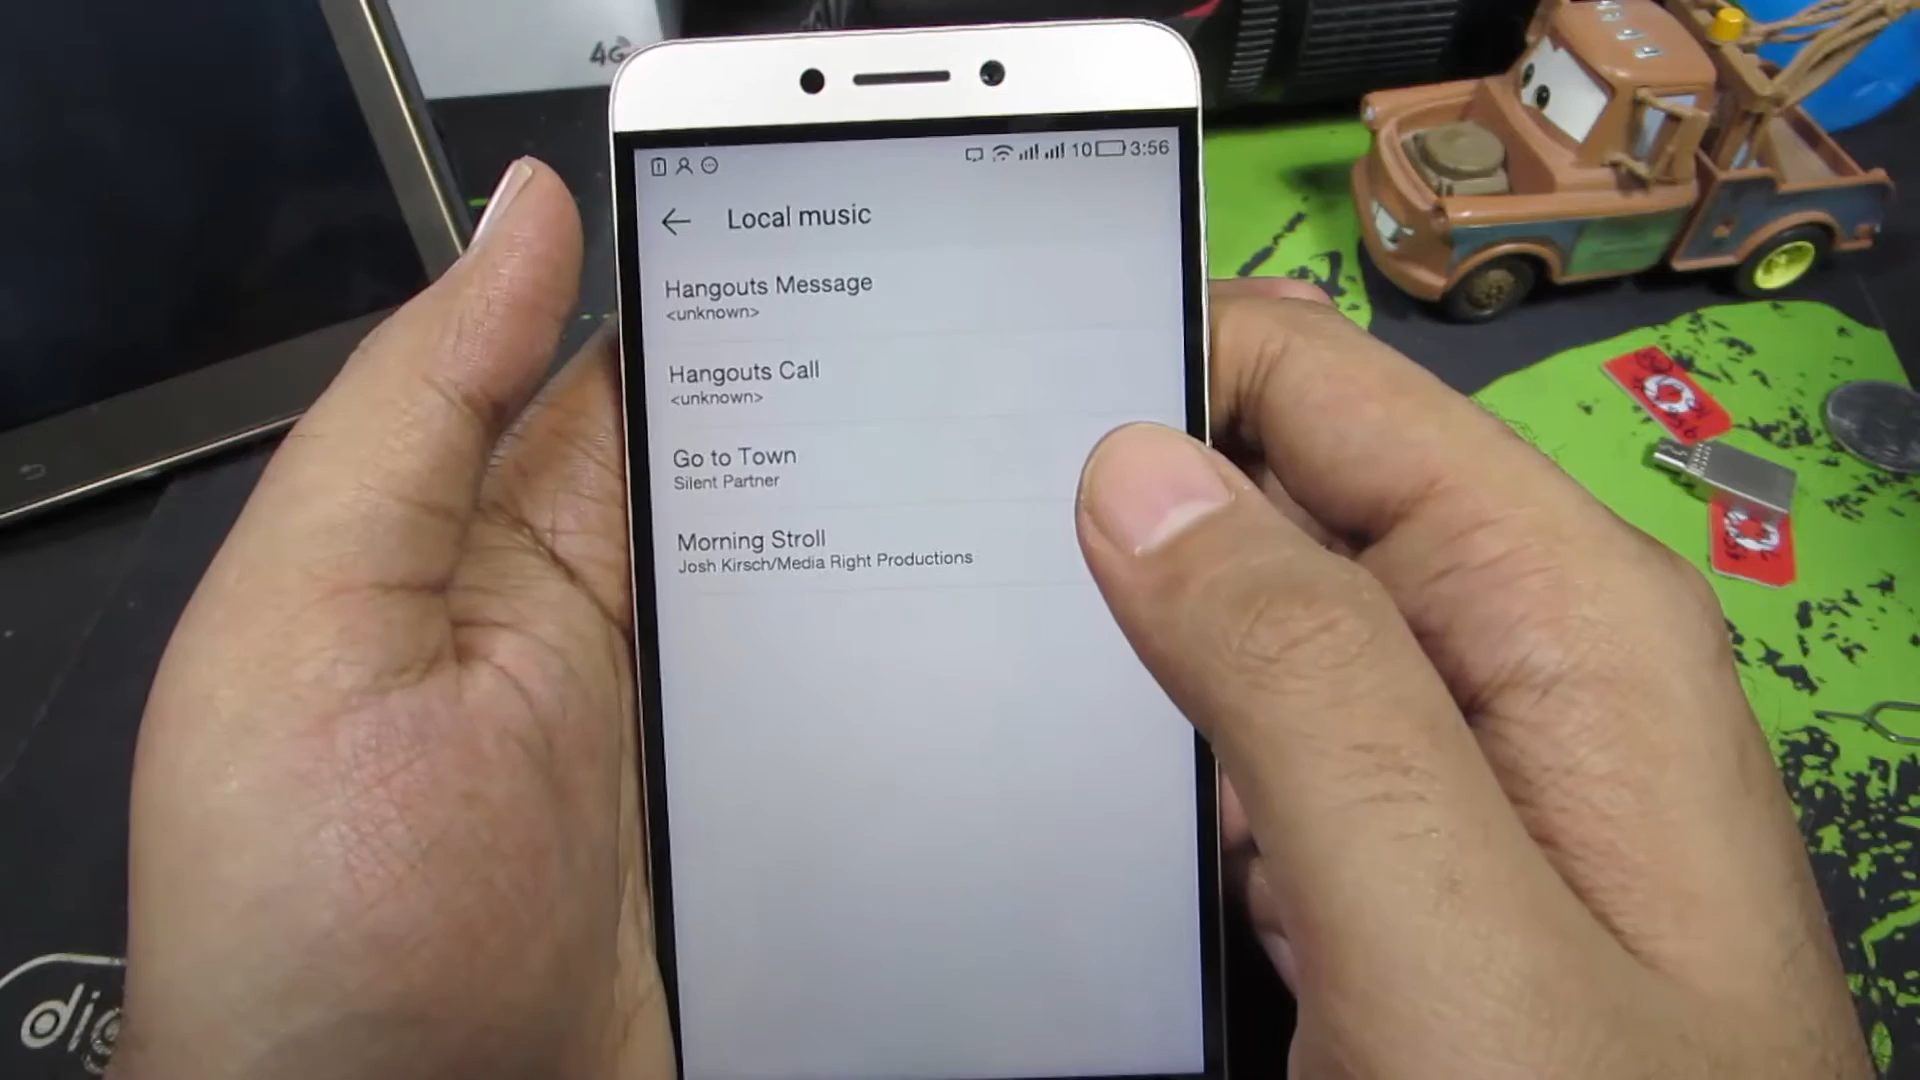 4G
10 3:56
Local music
Hangouts Message
<unknown>
Hangouts Call
<unknown>
Go to Town
Silent Partner
Morning Stroll
Josh Kirsch/Media Right Productions